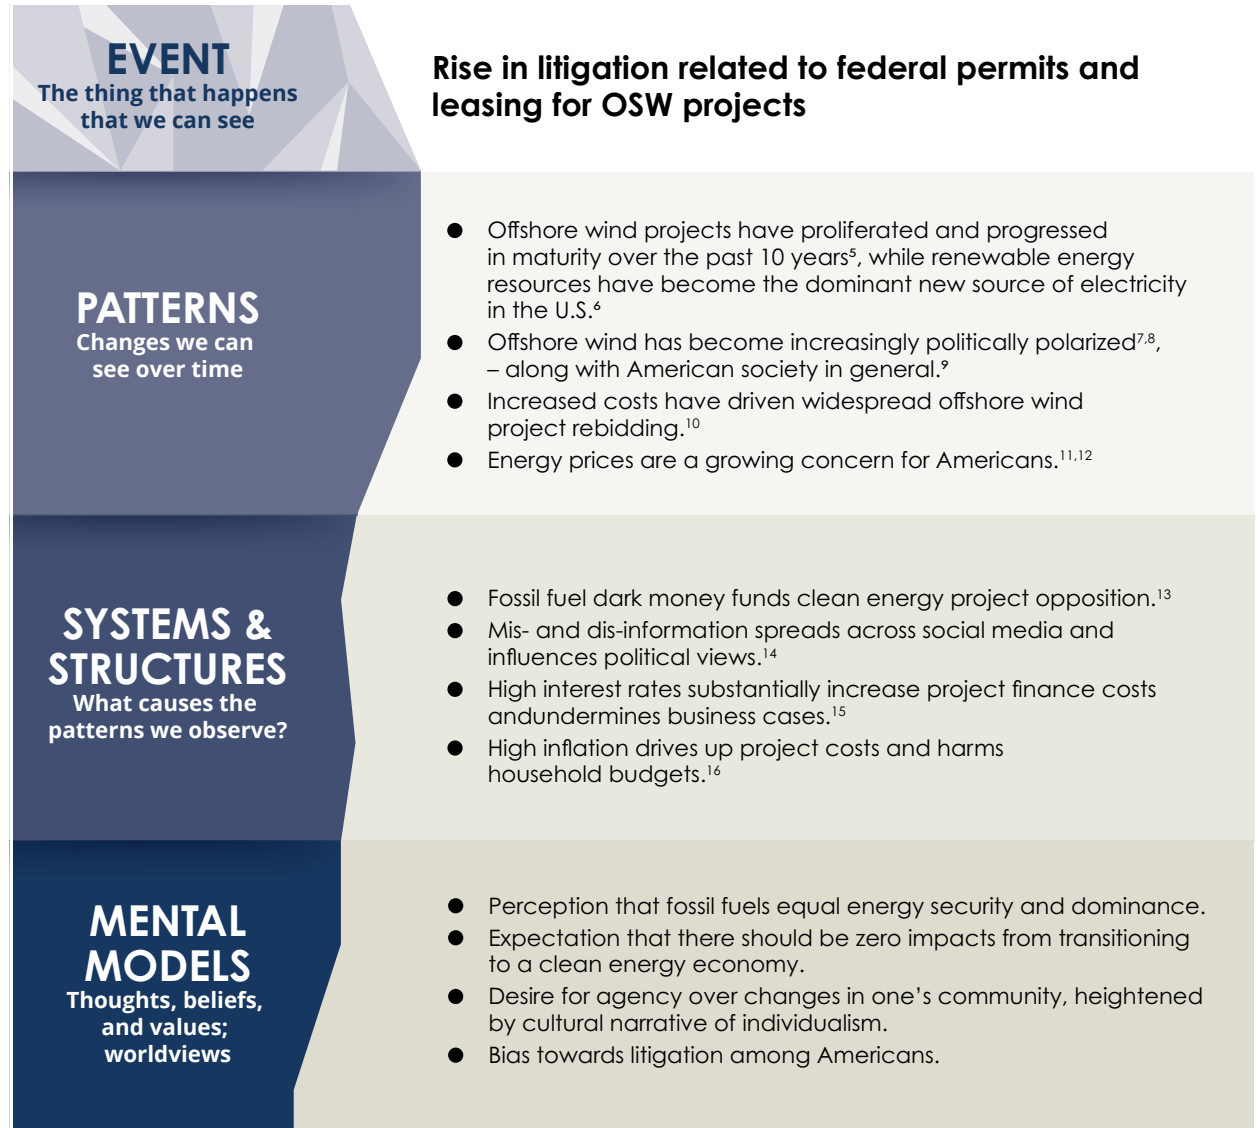 EVENT
The thing that happens
that we can see
Rise in litigation related to federal permits and
leasing for OSW projects
PATTERNS
Changes we can
see over time
● Offshore wind projects have proliferated and progressed
in maturity over the past 10 years⁵, while renewable energy
resources have become the dominant new source of electricity
in the U.S.⁶
● Offshore wind has become increasingly politically polarized⁷,⁸,
– along with American society in general.⁹
● Increased costs have driven widespread offshore wind
project rebidding.¹⁰
● Energy prices are a growing concern for Americans.¹¹,¹²
SYSTEMS &
STRUCTURES
What causes the
patterns we observe?
● Fossil fuel dark money funds clean energy project opposition.¹³
● Mis- and dis-information spreads across social media and
influences political views.¹⁴
● High interest rates substantially increase project finance costs
andundermines business cases.¹⁵
● High inflation drives up project costs and harms
household budgets.¹⁶
MENTAL
MODELS
Thoughts, beliefs,
and values;
worldviews
● Perception that fossil fuels equal energy security and dominance.
● Expectation that there should be zero impacts from transitioning
to a clean energy economy.
● Desire for agency over changes in one’s community, heightened
by cultural narrative of individualism.
● Bias towards litigation among Americans.